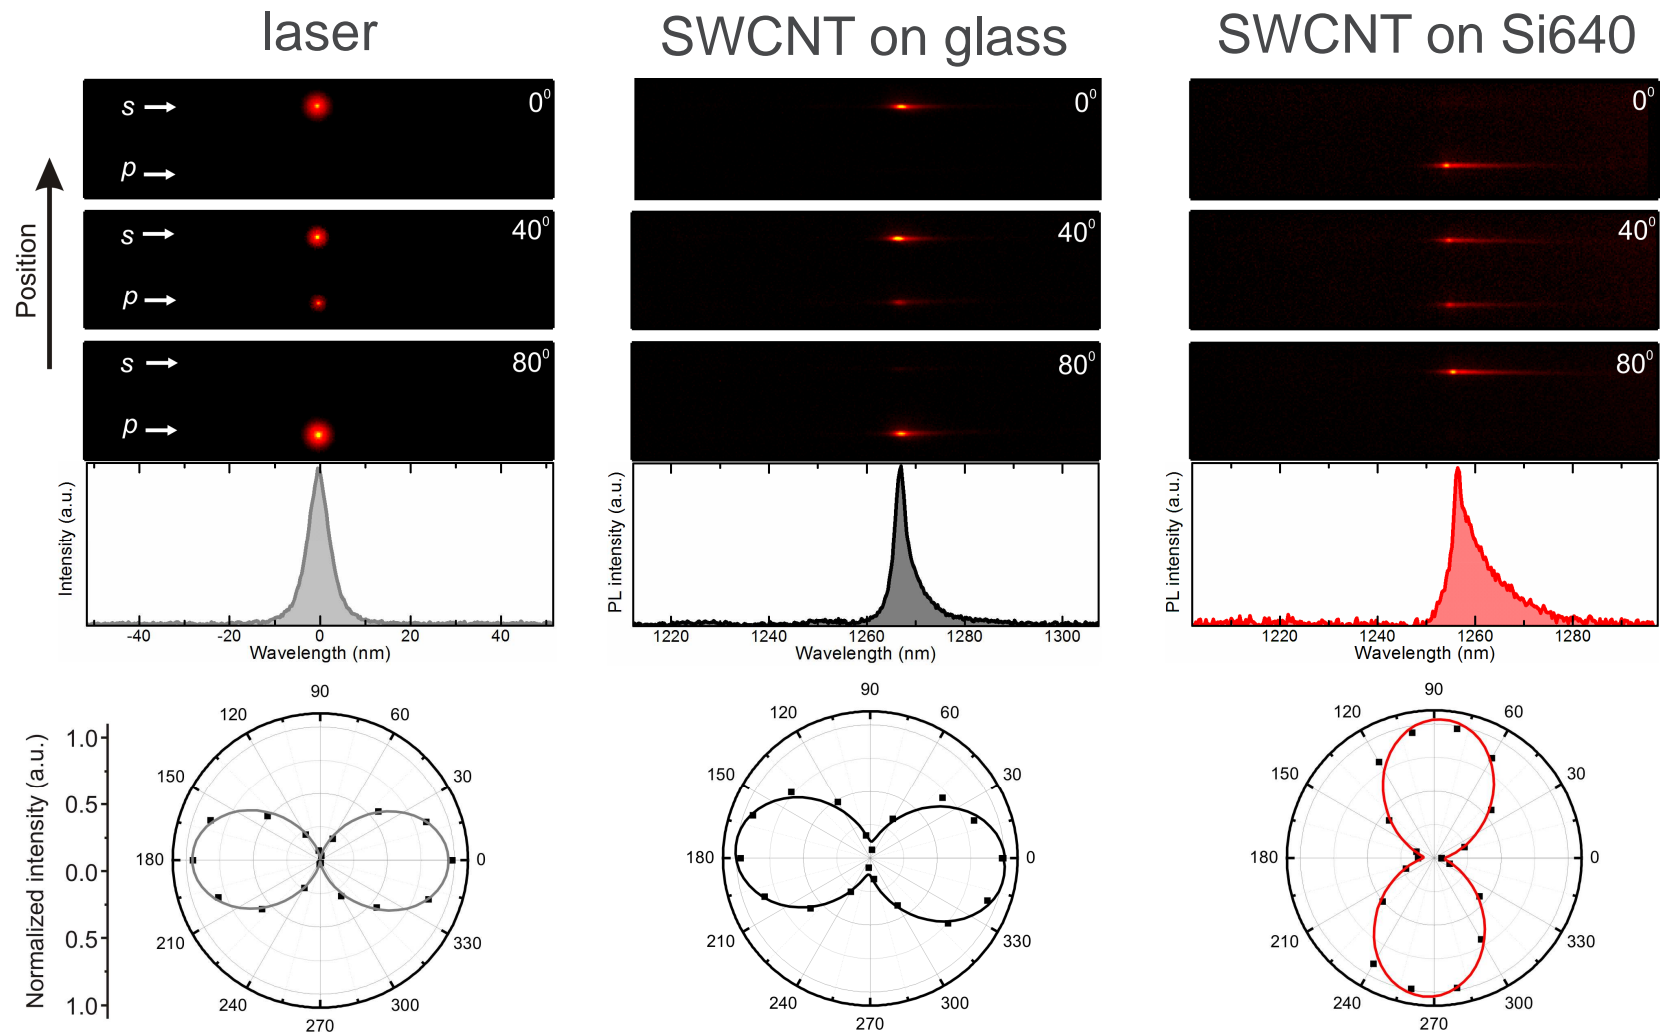 laser
SWCNT on glass
SWCNT on Si640
Position
s
p
0⁰
0⁰
0⁰
s
p
40⁰
40⁰
40⁰
s
p
80⁰
80⁰
80⁰
Intensity (a.u.)
-40 -20 0 20 40
Wavelength (nm)
PL intensity (a.u.)
1220 1240 1260 1280 1300
Wavelength (nm)
PL intensity (a.u.)
1220 1240 1260 1280
Wavelength (nm)
Normalized intensity (a.u.)
1.0
0.5
0.0
0.5
1.0
90
120 60
150 30
180 0
210 330
240 300
270
90
120 60
150 30
180 0
210 330
240 300
270
90
120 60
150 30
180 0
210 330
240 300
270